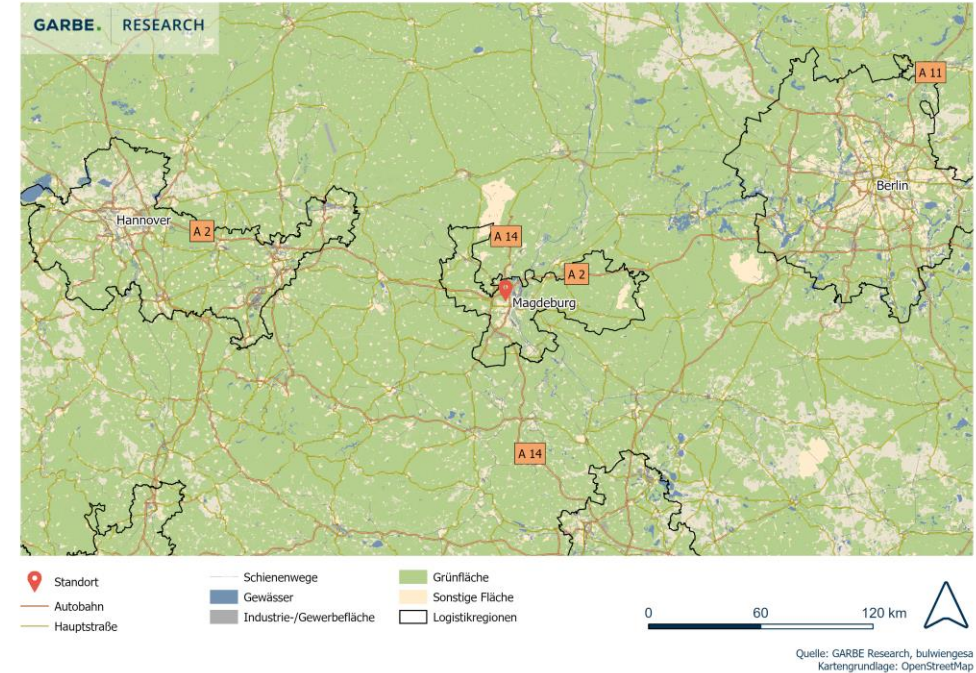 GARBE. RESEARCH
A 11
Berlin
Hannover
A 2
A 14
A 2
Magdeburg
A 14
Standort
Autobahn
Hauptstraße
Schienenwege
Gewässer
Industrie-/Gewerbefläche
Grünfläche
Sonstige Fläche
Logistikregionen
0 60 120 km
Quelle: GARBE Research, bulwiengesa
Kartengrundlage: OpenStreetMap